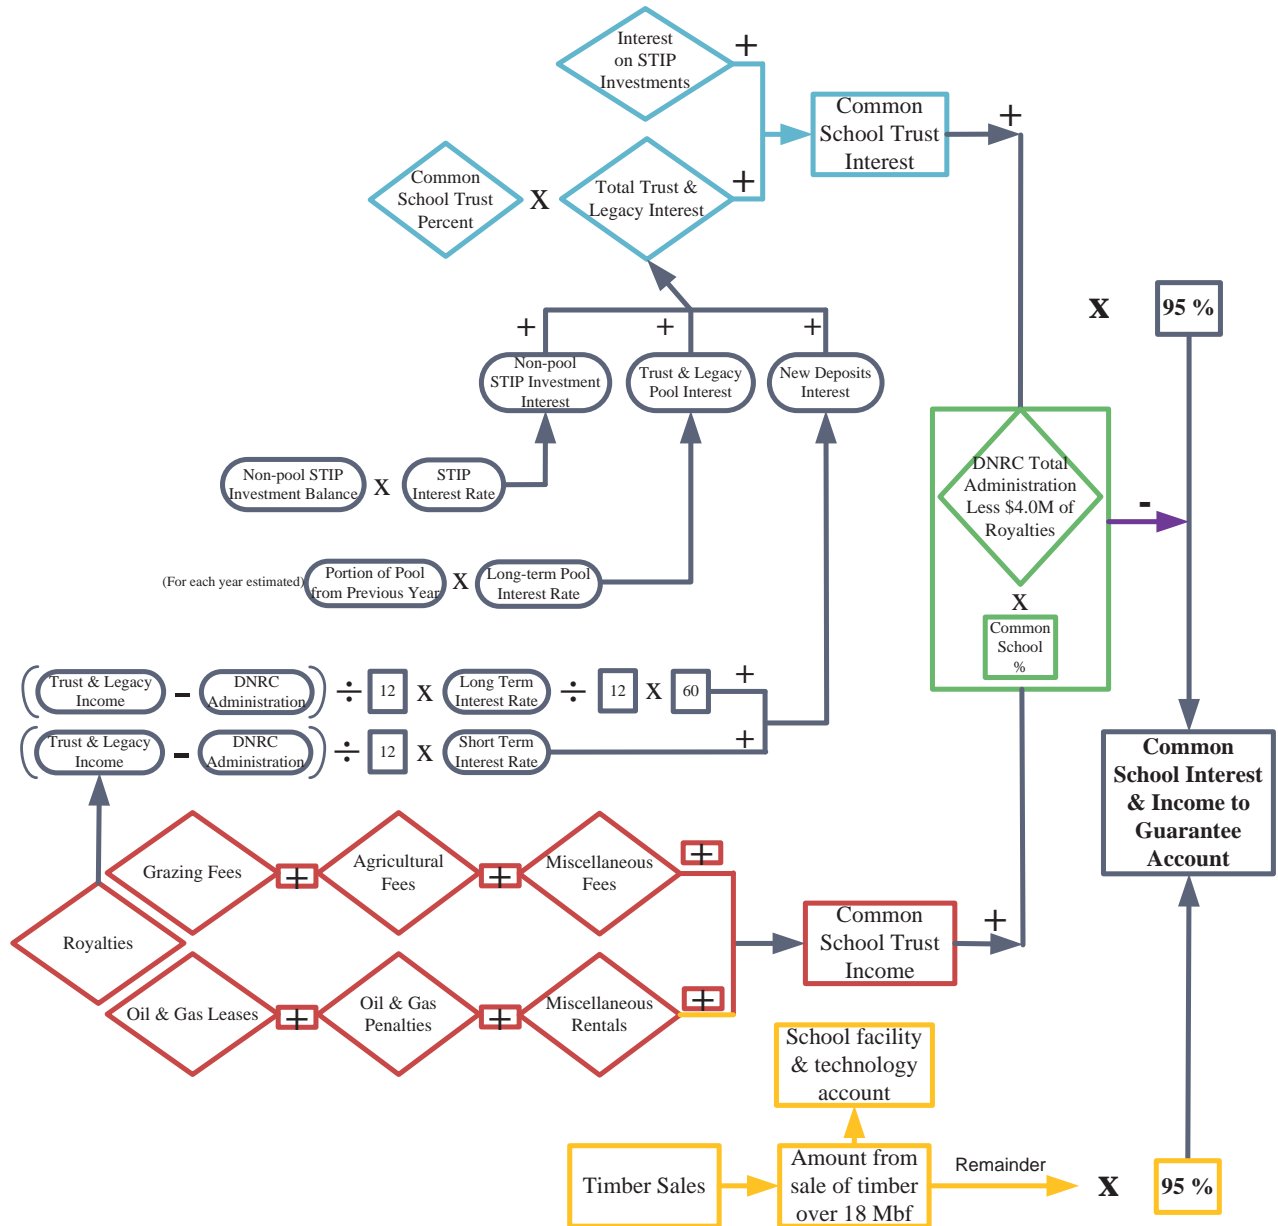 Interest
on STIP
Investments
+
Common
School Trust
Interest
+
Common
School Trust
Percent
X
Total Trust &
Legacy Interest
+
X
95 %
+
+
+
Non-pool
STIP Investment
Interest
Trust & Legacy
Pool Interest
New Deposits
Interest
Non-pool STIP
Investment Balance
X
STIP
Interest Rate
DNRC Total
Administration
Less $4.0M of
Royalties
-
X
Common
School
%
(For each year estimated)
Portion of Pool
from Previous Year
X
Long-term Pool
Interest Rate
(
Trust & Legacy
Income
-
DNRC
Administration
)
÷
12
X
Long Term
Interest Rate
÷
12
X
60
+
(
Trust & Legacy
Income
-
DNRC
Administration
)
÷
12
X
Short Term
Interest Rate
+
Common
School Interest
& Income to
Guarantee
Account
Grazing Fees
+
Agricultural
Fees
+
Miscellaneous
Fees
+
Royalties
Common
School Trust
Income
+
Oil & Gas Leases
+
Oil & Gas
Penalties
+
Miscellaneous
Rentals
+
School facility
& technology
account
Timber Sales
Amount from
sale of timber
over 18 Mbf
Remainder
X
95 %